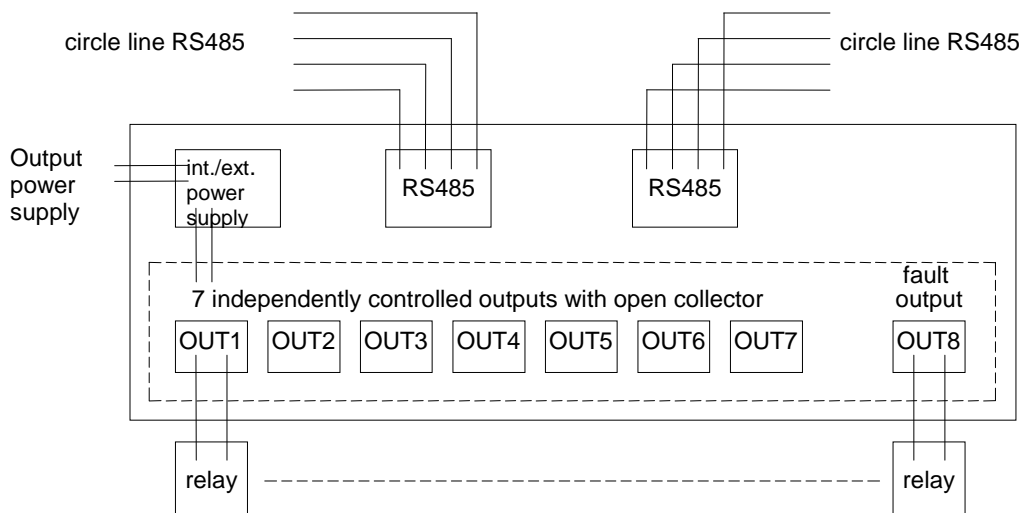 circle line RS485
circle line RS485
Output
power
supply
int./ext.
power
supply
RS485
RS485
7 independently controlled outputs with open collector
fault
output
OUT1
OUT2
OUT3
OUT4
OUT5
OUT6
OUT7
OUT8
relay
relay